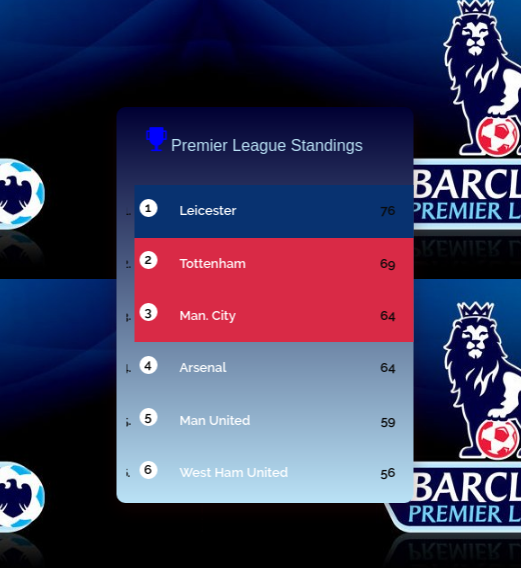 BARCL
PREMIER L
Premier League Standings
1 Leicester 76
2 Tottenham 69
3 Man. City 64
4 Arsenal 64
5 Man United 59
6 West Ham United 56
BARCL
PREMIER L